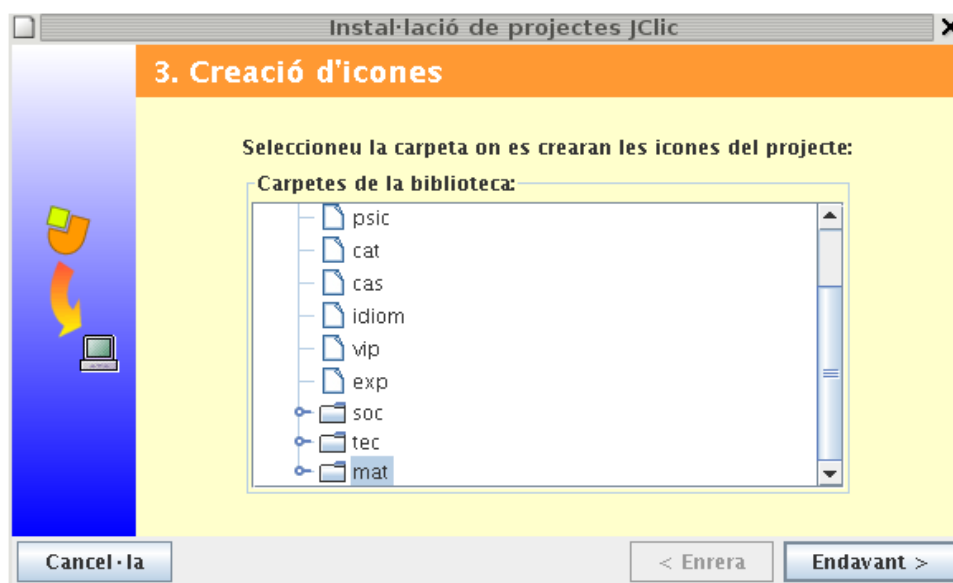 Instal·lació de projectes JClic
3. Creació d'icones
Seleccioneu la carpeta on es crearan les icones del projecte:
Carpetes de la biblioteca:
psic
cat
cas
idiom
vip
exp
soc
tec
mat
Cancel·la
< Enrera
Endavant >